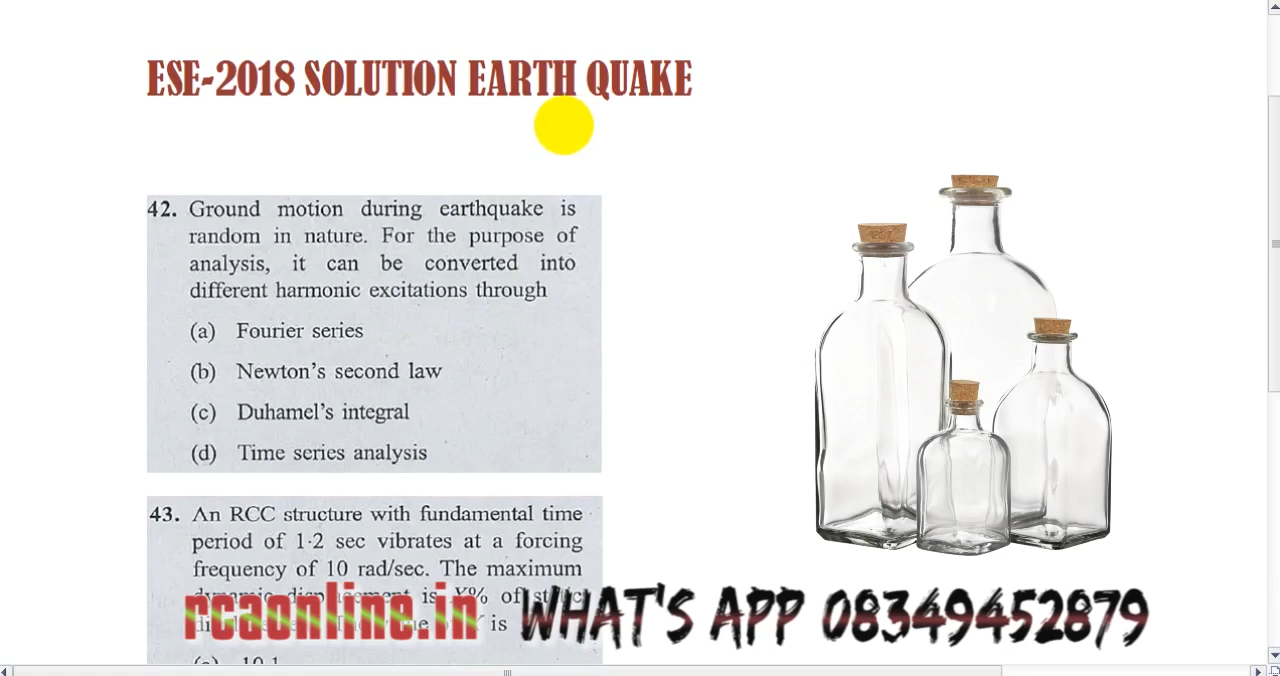 ESE-2018 SOLUTION EARTH QUAKE
42. Ground motion during earthquake is
random in nature. For the purpose of
analysis, it can be converted into
different harmonic excitations through
(a) Fourier series
(b) Newton's second law
(c) Duhamel's integral
(d) Time series analysis
43. An RCC structure with fundamental time
period of 1·2 sec vibrates at a forcing
frequency of 10 rad/sec. The maximum
is X% of
is
rcaonline.in WHAT'S APP 08349452879